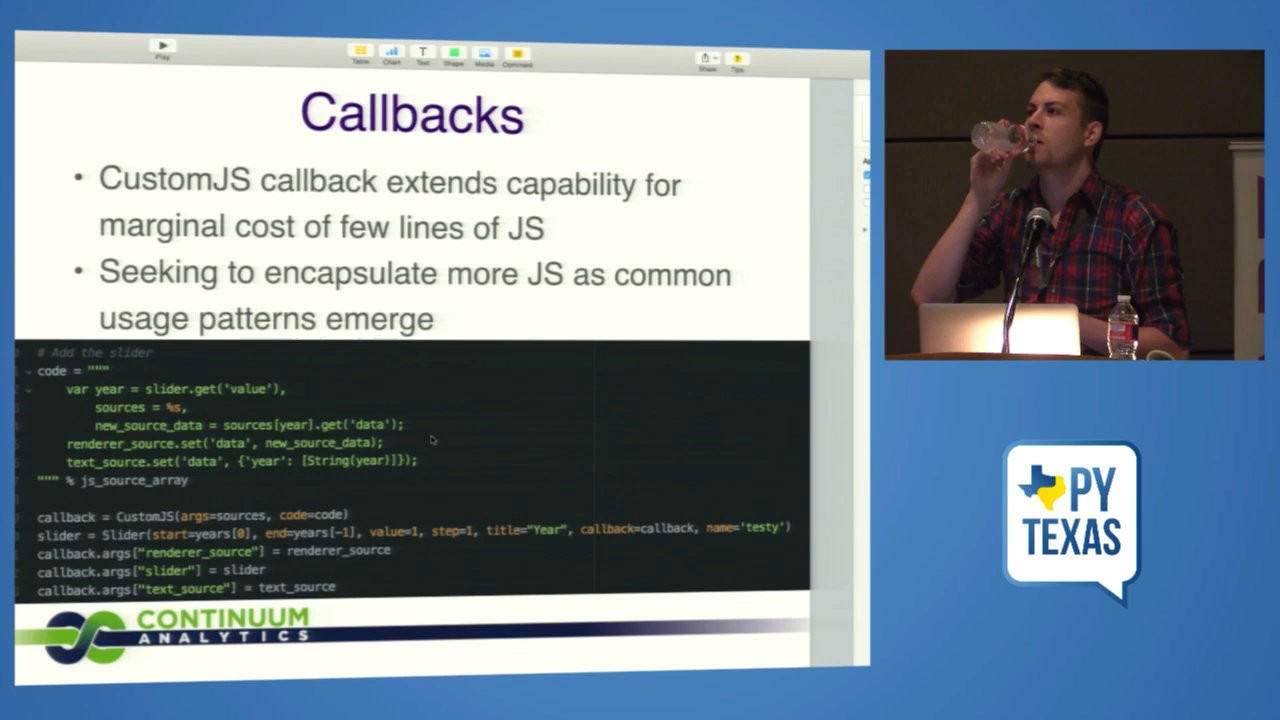 Play
Table
Chart
Text
Shape
Media
Comment
Share
Tips
Callbacks
• CustomJS callback extends capability for
marginal cost of few lines of JS
• Seeking to encapsulate more JS as common
usage patterns emerge
# Add the slider
code = """
var year = slider.get('value'),
sources = %s,
new_source_data = sources[year].get('data');
renderer_source.set('data', new_source_data);
text_source.set('data', {'year': [String(year)]});
""" % js_source_array
callback = CustomJS(args=sources, code=code)
slider = Slider(start=years[0], end=years[-1], value=1, step=1, title="Year", callback=callback, name='testy')
callback.args["renderer_source"] = renderer_source
callback.args["slider"] = slider
callback.args["text_source"] = text_source
CONTINUUM
ANALYTICS
PY
TEXAS